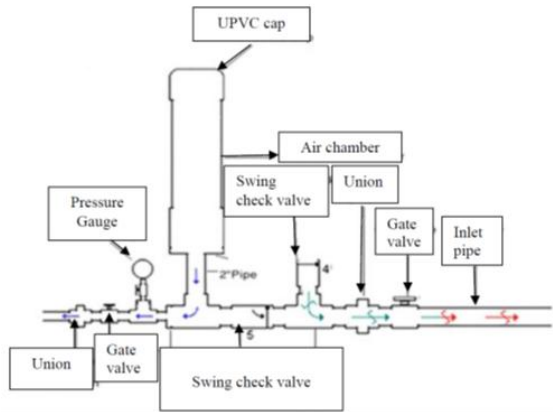 UPVC cap
Air chamber
Swing
check valve
Union
Pressure
Gauge
Gate
valve
Inlet
pipe
4'
2"Pipe
5
Union
Gate
valve
Swing check valve